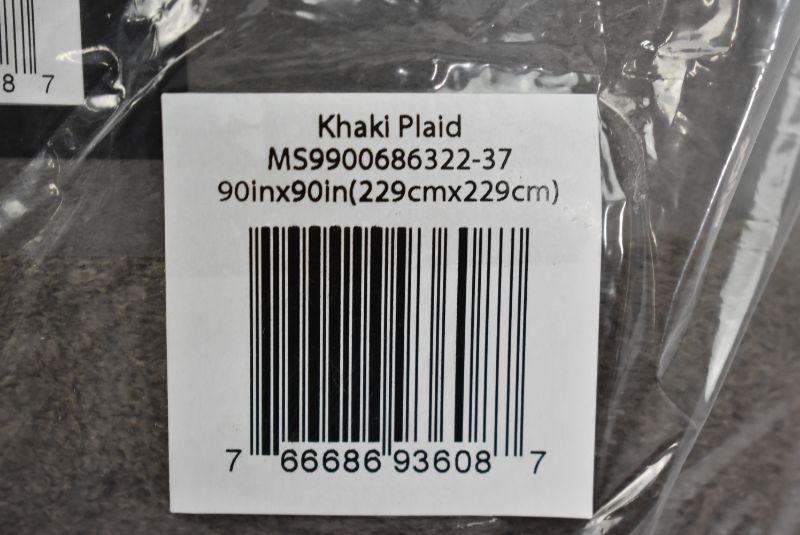 8 7
Khaki Plaid
MS9900686322-37
90inx90in(229cmx229cm)
7 66686 93608 7